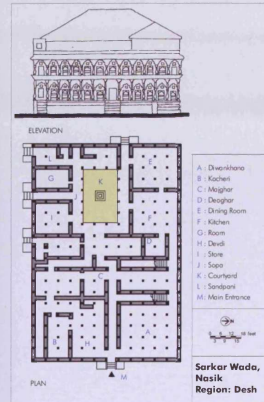 ELEVATION
L
E
G
K
J
I
F
D
C
B
H
A
M
PLAN
A : Diwankhana
B : Kacheri
C : Majghar
D : Deoghar
E : Dining Room
F : Kitchen
G : Room
H : Devdi
I : Store
J : Sopa
K : Courtyard
L : Sandpani
M : Main Entrance
Sarkar Wada,
Nasik
Region: Desh